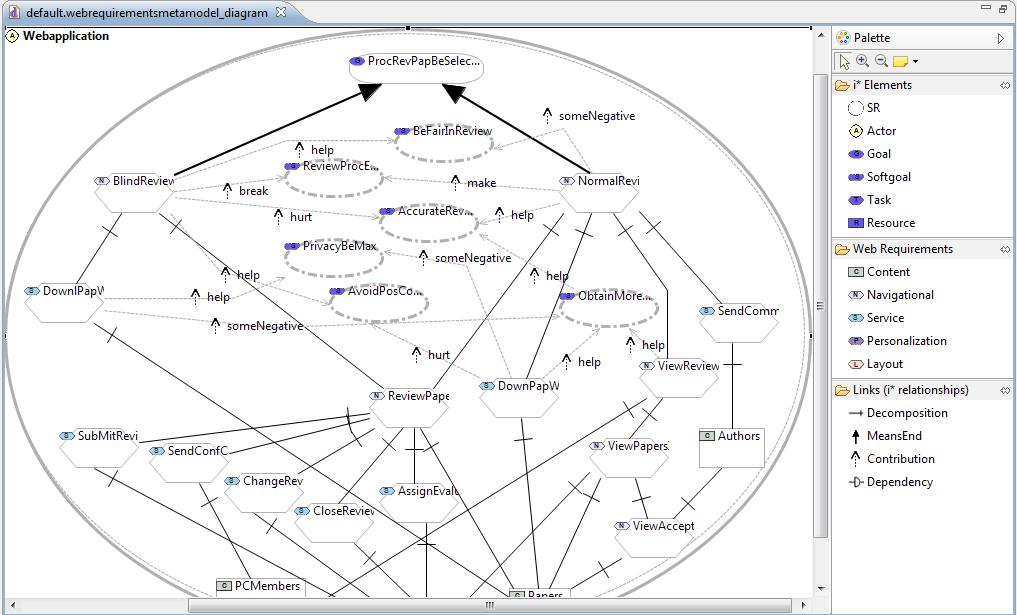 default.webrequirementsmetamodel_diagram
Webapplication
ProcRevPapBeSelec...
someNegative
BeFairInReview
help
ReviewProcE...
BlindReview
break
make
NormalRevi
hurt
AccurateRev...
help
PrivacyBeMax
someNegative
help
help
DownlPapW
help
AvoidPosCo...
ObtainMore...
someNegative
SendComm
hurt
help
help
ViewReview
ReviewPape
DownPapW
SubMitRevi
SendConfC
ViewPapers
Authors
ChangeRev
AssignEvalu
CloseReview
ViewAccept
PCMembers
Papers
Palette
i* Elements
SR
A Actor
G Goal
S Softgoal
T Task
R Resource
Web Requirements
C Content
N Navigational
S Service
P Personalization
L Layout
Links (i* relationships)
Decomposition
MeansEnd
Contribution
Dependency